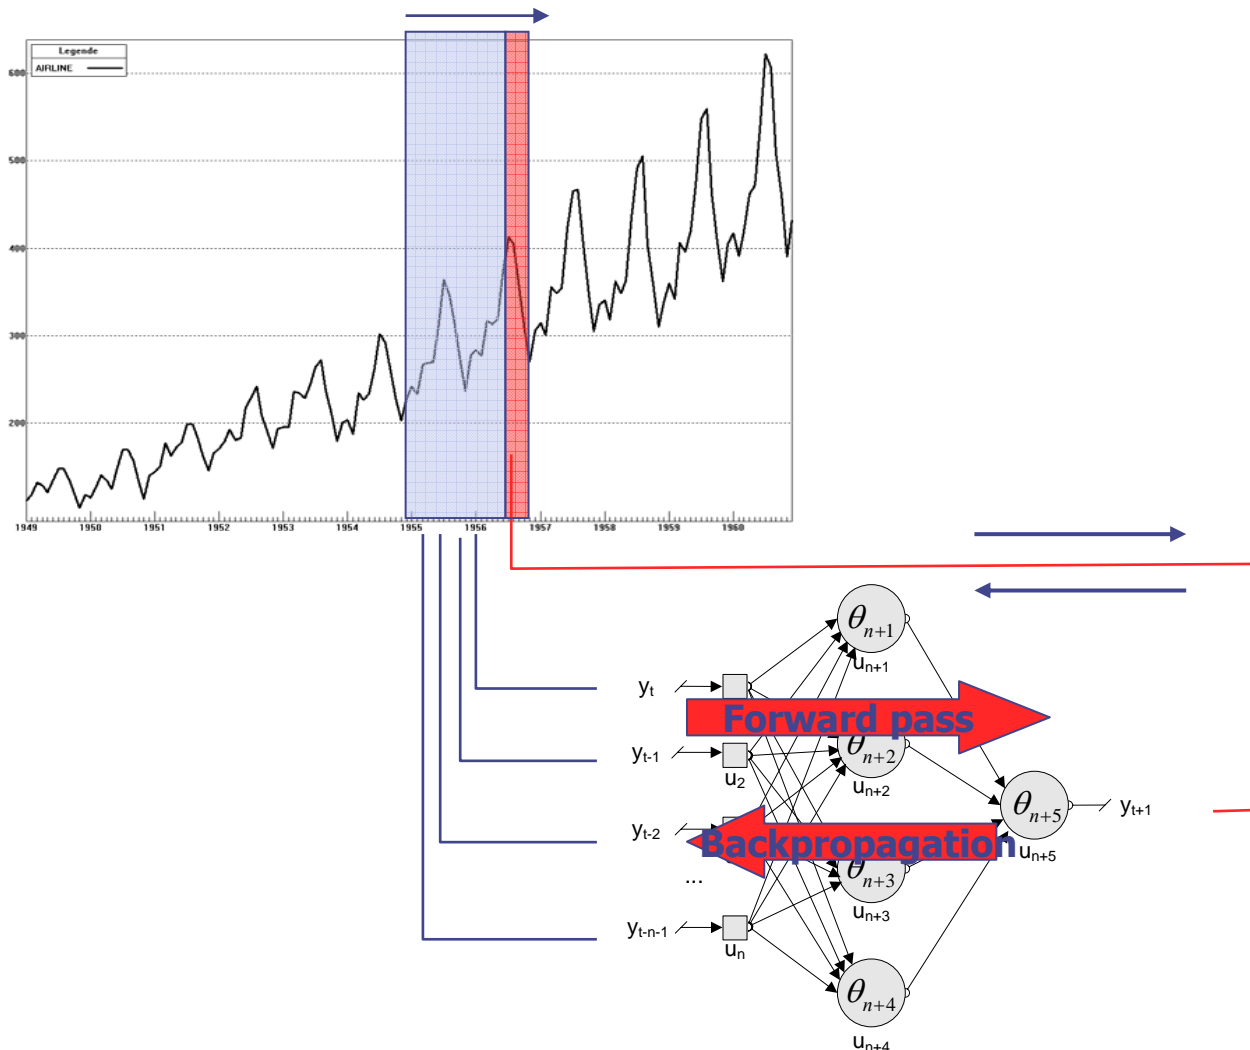 Legende
AIRLINE
600
500
400
300
200
1949 1950 1951 1952 1953 1954 1955 1956 1957 1958 1959 1960
θn+1
un+1
yt
Forward pass
θn+2
yt-1
u2
un+2
θn+5
yt+1
yt-2
Backpropagation
un+5
...
θn+3
un+3
yt-n-1
un
θn+4
un+4